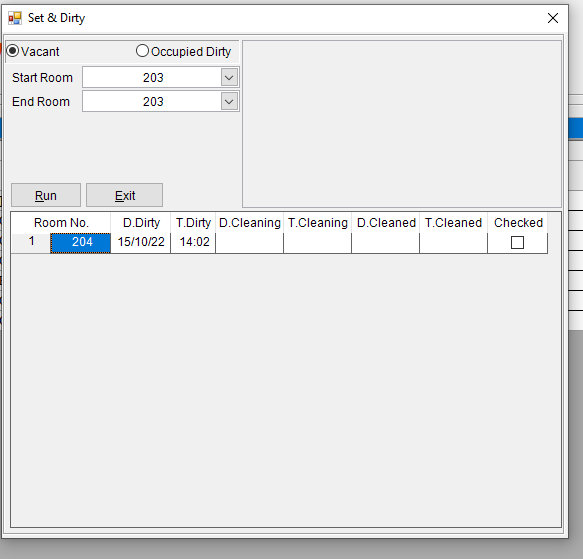 Set & Dirty
Vacant Occupied Dirty
Start Room 203
End Room 203
Run Exit
Room No. D.Dirty T.Dirty D.Cleaning T.Cleaning D.Cleaned T.Cleaned Checked
1 204 15/10/22 14:02